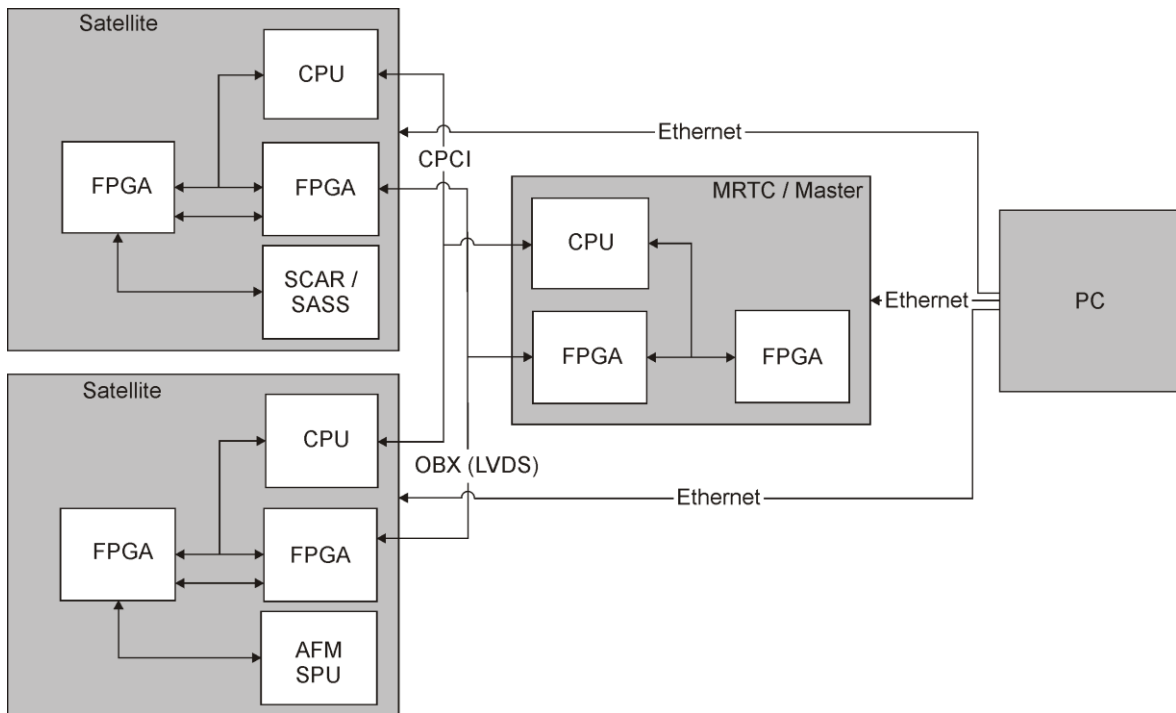 Satellite
CPU
FPGA
FPGA
SCAR /
SASS
CPCI
Ethernet
MRTC / Master
CPU
FPGA
FPGA
Ethernet
PC
Satellite
CPU
OBX (LVDS)
Ethernet
FPGA
FPGA
AFM
SPU